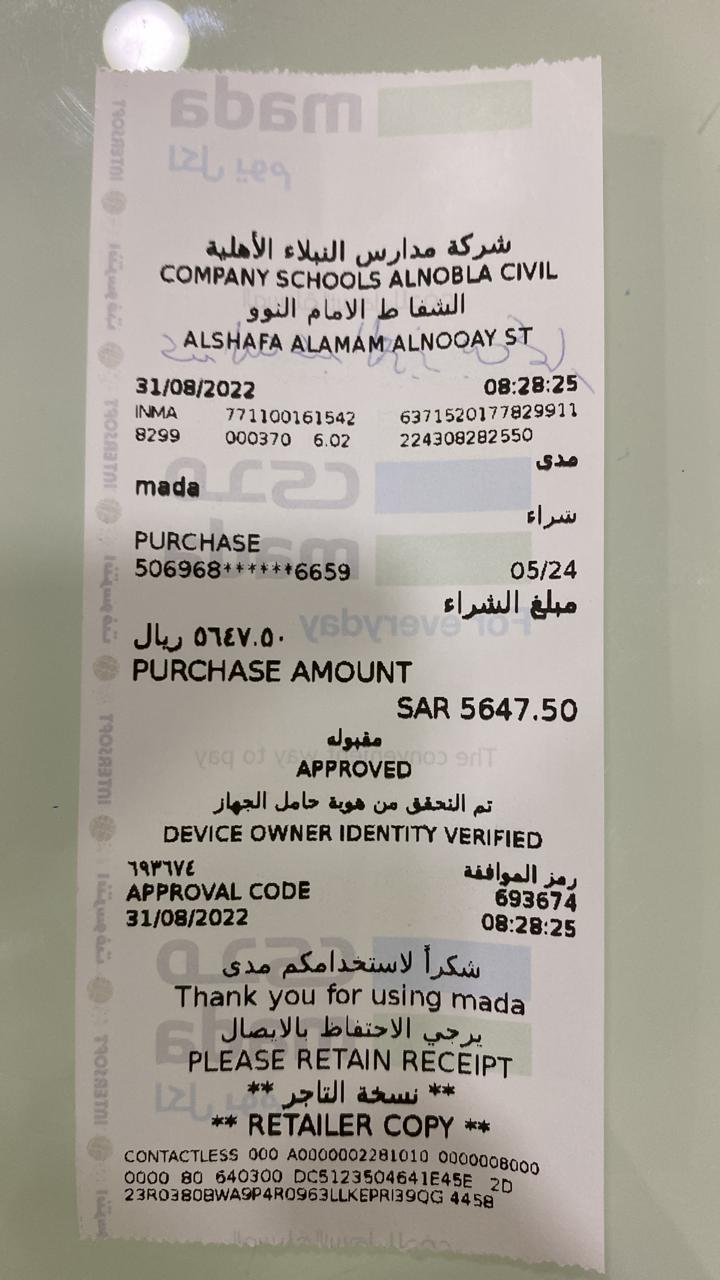 شركة مدارس النبلاء الأهلية
COMPANY SCHOOLS ALNOBLA CIVIL
الشفا ط الامام النوو
ALSHAFA ALAMAM ALNOOAY ST
31/08/2022 08:28:25
INMA 771100161542 6371520177829911
8299 000370 6.02 224308282550
مدى
mada
شراء
PURCHASE
506968******6659 05/24
مبلغ الشراء
٥٦٤٧.٥٠ ريال
PURCHASE AMOUNT
SAR 5647.50
مقبوله
APPROVED
تم التحقق من هوية حامل الجهاز
DEVICE OWNER IDENTITY VERIFIED
٦٩٣٦٧٤ رمز الموافقة
APPROVAL CODE 693674
31/08/2022 08:28:25
شكراً لاستخدامكم مدى
Thank you for using mada
يرجي الاحتفاظ بالايصال
PLEASE RETAIN RECEIPT
** نسخة التاجر **
** RETAILER COPY **
CONTACTLESS 000 A0000002281010 0000008000
0000 80 640300 DC5123504641E45E 2D
23R0380BWA9P4R0963LLKEPRI39QG 4458